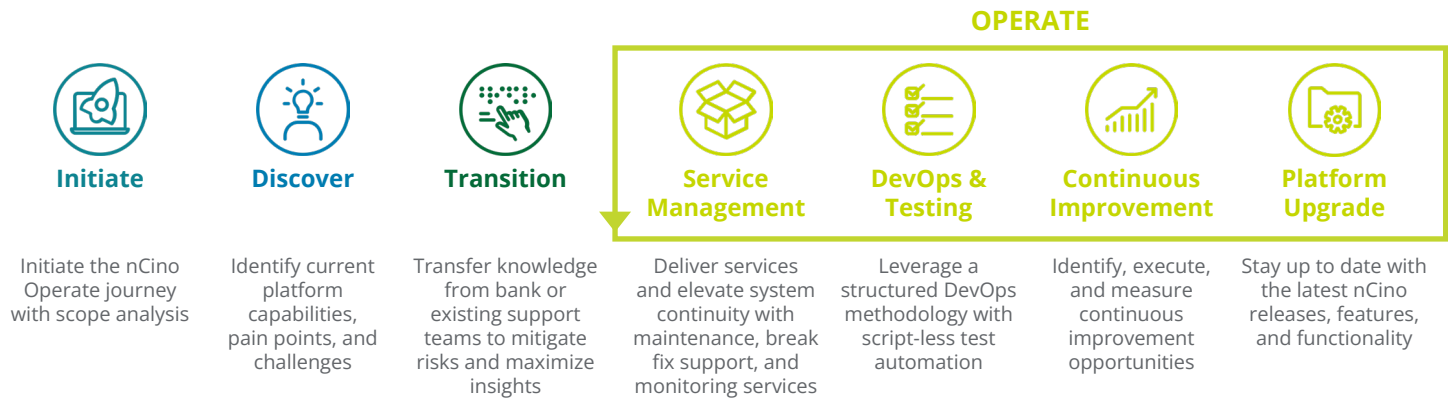 OPERATE
Initiate
Discover
Transition
Service
Management
DevOps &
Testing
Continuous
Improvement
Platform
Upgrade
Initiate the nCino
Operate journey
with scope analysis
Identify current
platform
capabilities,
pain points, and
challenges
Transfer knowledge
from bank or
existing support
teams to mitigate
risks and maximize
insights
Deliver services
and elevate system
continuity with
maintenance, break
fix support, and
monitoring services
Leverage a
structured DevOps
methodology with
script-less test
automation
Identify, execute,
and measure
continuous
improvement
opportunities
Stay up to date with
the latest nCino
releases, features,
and functionality